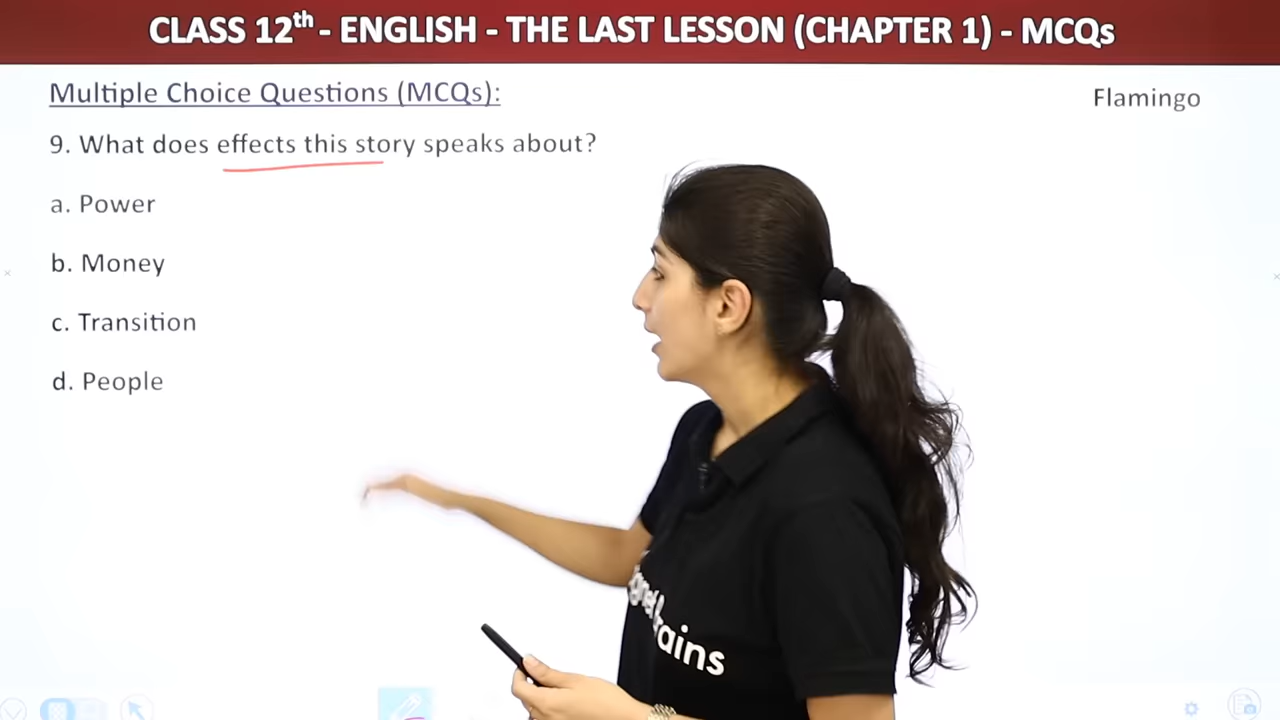 CLASS 12th - ENGLISH - THE LAST LESSON (CHAPTER 1) - MCQs
Multiple Choice Questions (MCQs):
Flamingo
9. What does effects this story speaks about?
a. Power
b. Money
c. Transition
d. People